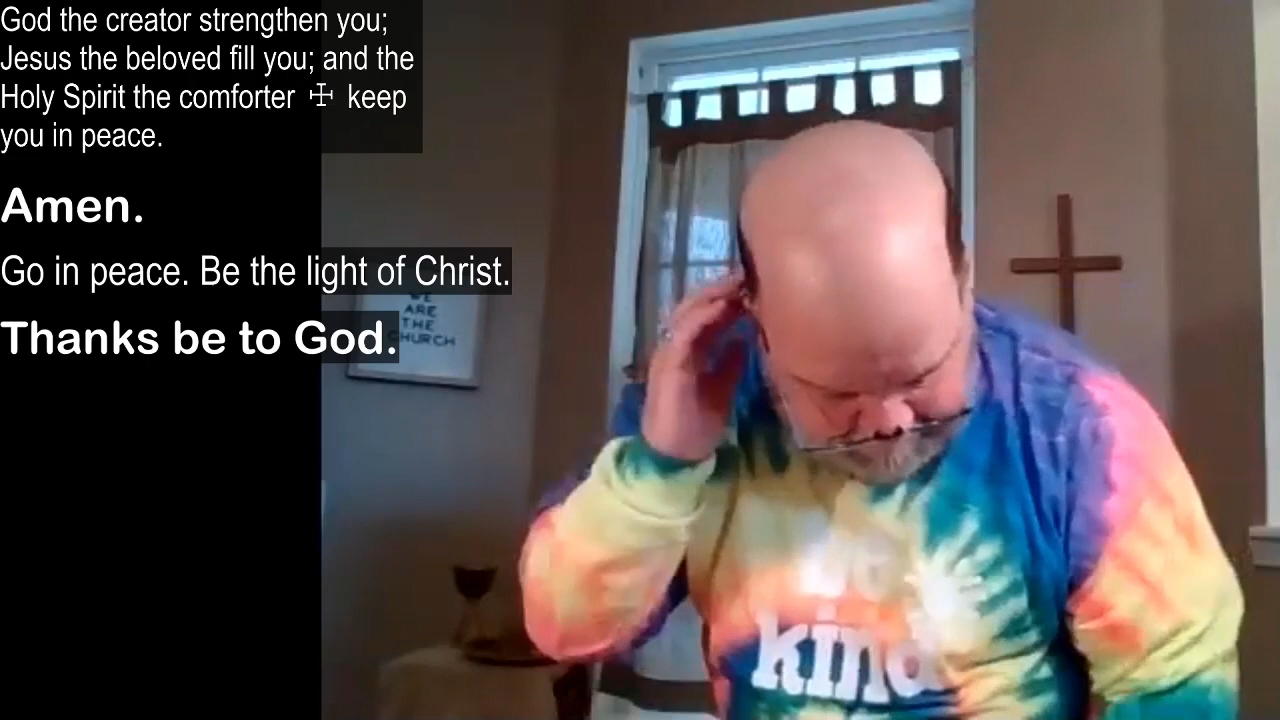 God the creator strengthen you;
Jesus the beloved fill you; and the
Holy Spirit the comforter ☩ keep
you in peace.
Amen.
Go in peace. Be the light of Christ.
Thanks be to God.
WE
ARE
THE
CHURCH
be
kind